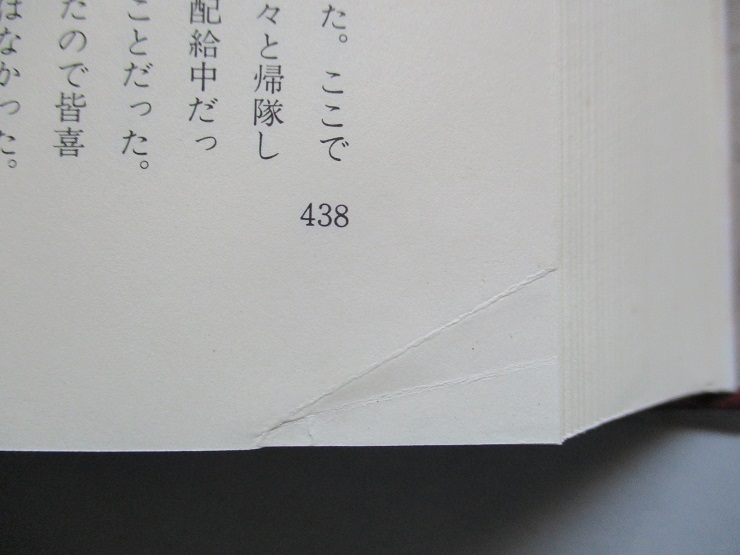 た。ここで
々と帰隊し
配給中だっ
ことだった。
たので皆喜
はなかった。
438